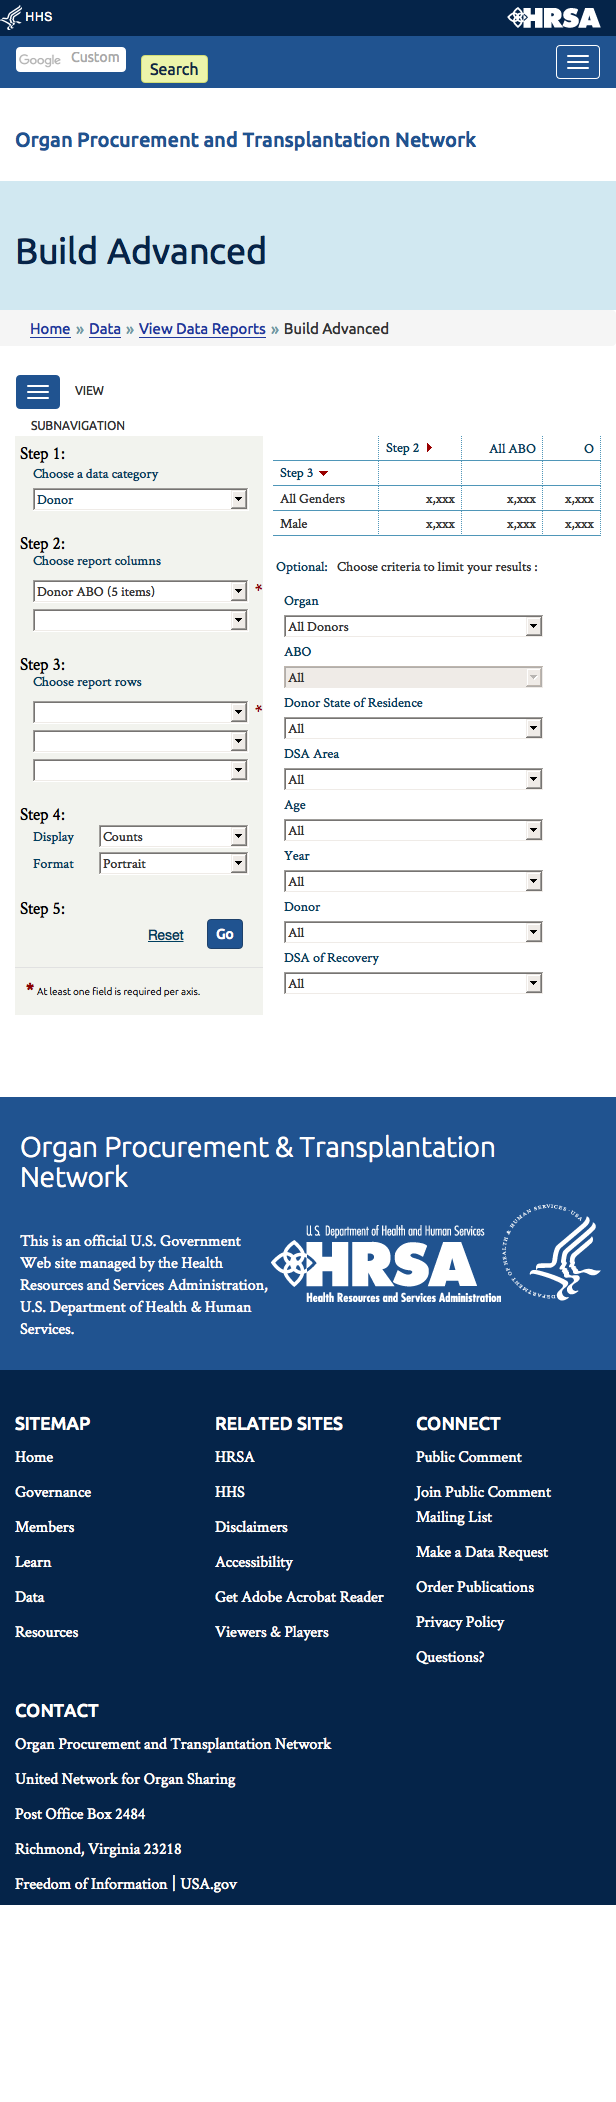 HHS
HRSA
Google Custom
Search
Organ Procurement and Transplantation Network
Build Advanced
Home » Data » View Data Reports » Build Advanced
VIEW
SUBNAVIGATION
Step 1:
Choose a data category
Donor
Step 2:
Choose report columns
Donor ABO (5 items)
*
Step 3:
Choose report rows
*
Step 4:
Display Counts
Format Portrait
Step 5:
Reset Go
* At least one field is required per axis.
Step 2 All ABO O
Step 3
All Genders x,xxx x,xxx x,xxx
Male x,xxx x,xxx x,xxx
Optional: Choose criteria to limit your results :
Organ
All Donors
ABO
All
Donor State of Residence
All
DSA Area
All
Age
All
Year
All
Donor
All
DSA of Recovery
All
Organ Procurement & Transplantation
Network
This is an official U.S. Government
Web site managed by the Health
Resources and Services Administration,
U.S. Department of Health & Human
Services.
U.S. Department of Health and Human Services
HRSA
Health Resources and Services Administration
DEPARTMENT OF HEALTH & HUMAN SERVICES · USA
SITEMAP
Home
Governance
Members
Learn
Data
Resources
RELATED SITES
HRSA
HHS
Disclaimers
Accessibility
Get Adobe Acrobat Reader
Viewers & Players
CONNECT
Public Comment
Join Public Comment
Mailing List
Make a Data Request
Order Publications
Privacy Policy
Questions?
CONTACT
Organ Procurement and Transplantation Network
United Network for Organ Sharing
Post Office Box 2484
Richmond, Virginia 23218
Freedom of Information | USA.gov